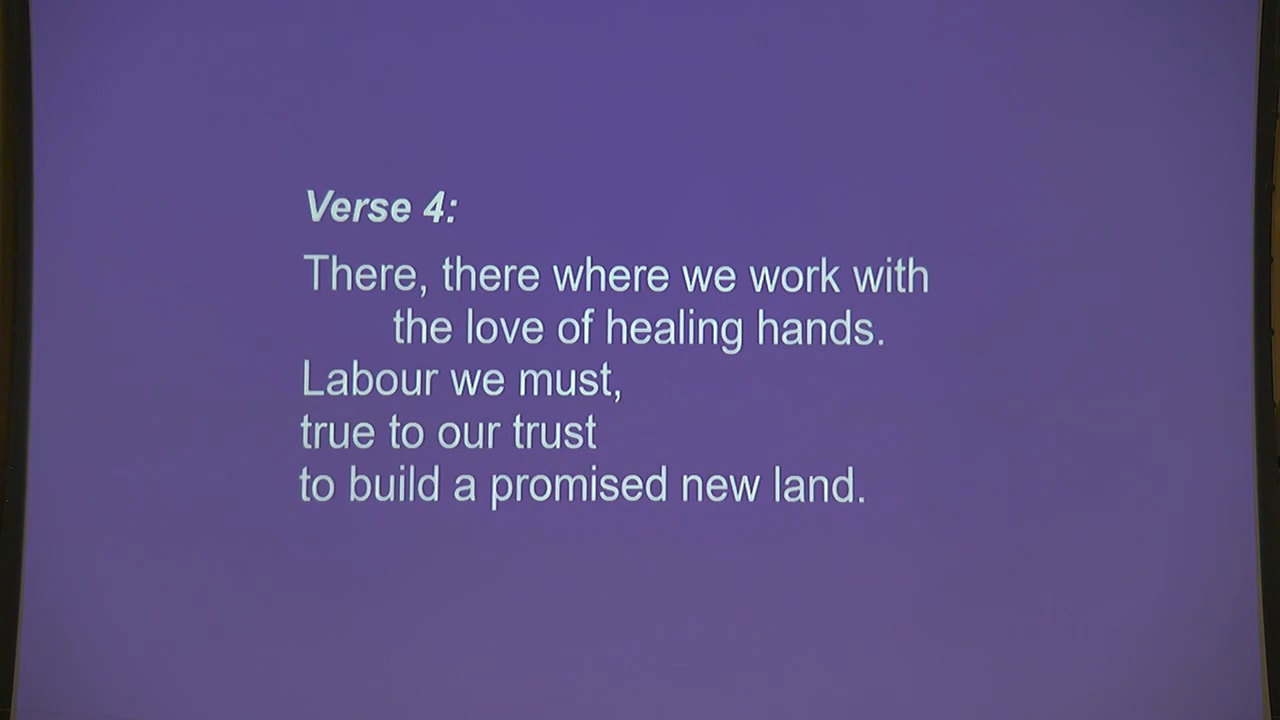 Verse 4:
There, there where we work with
the love of healing hands.
Labour we must,
true to our trust
to build a promised new land.